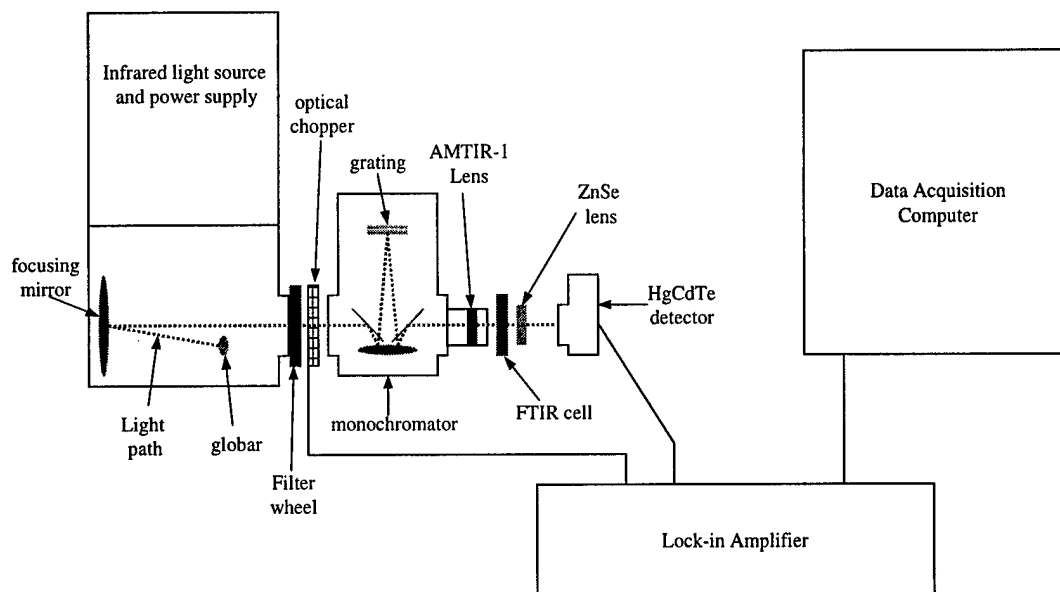 Infrared light source
and power supply
optical
chopper
grating
AMTIR-1
Lens
ZnSe
lens
Data Acquisition
Computer
focusing
mirror
HgCdTe
detector
Light
path
globar
Filter
wheel
monochromator
FTIR cell
Lock-in Amplifier